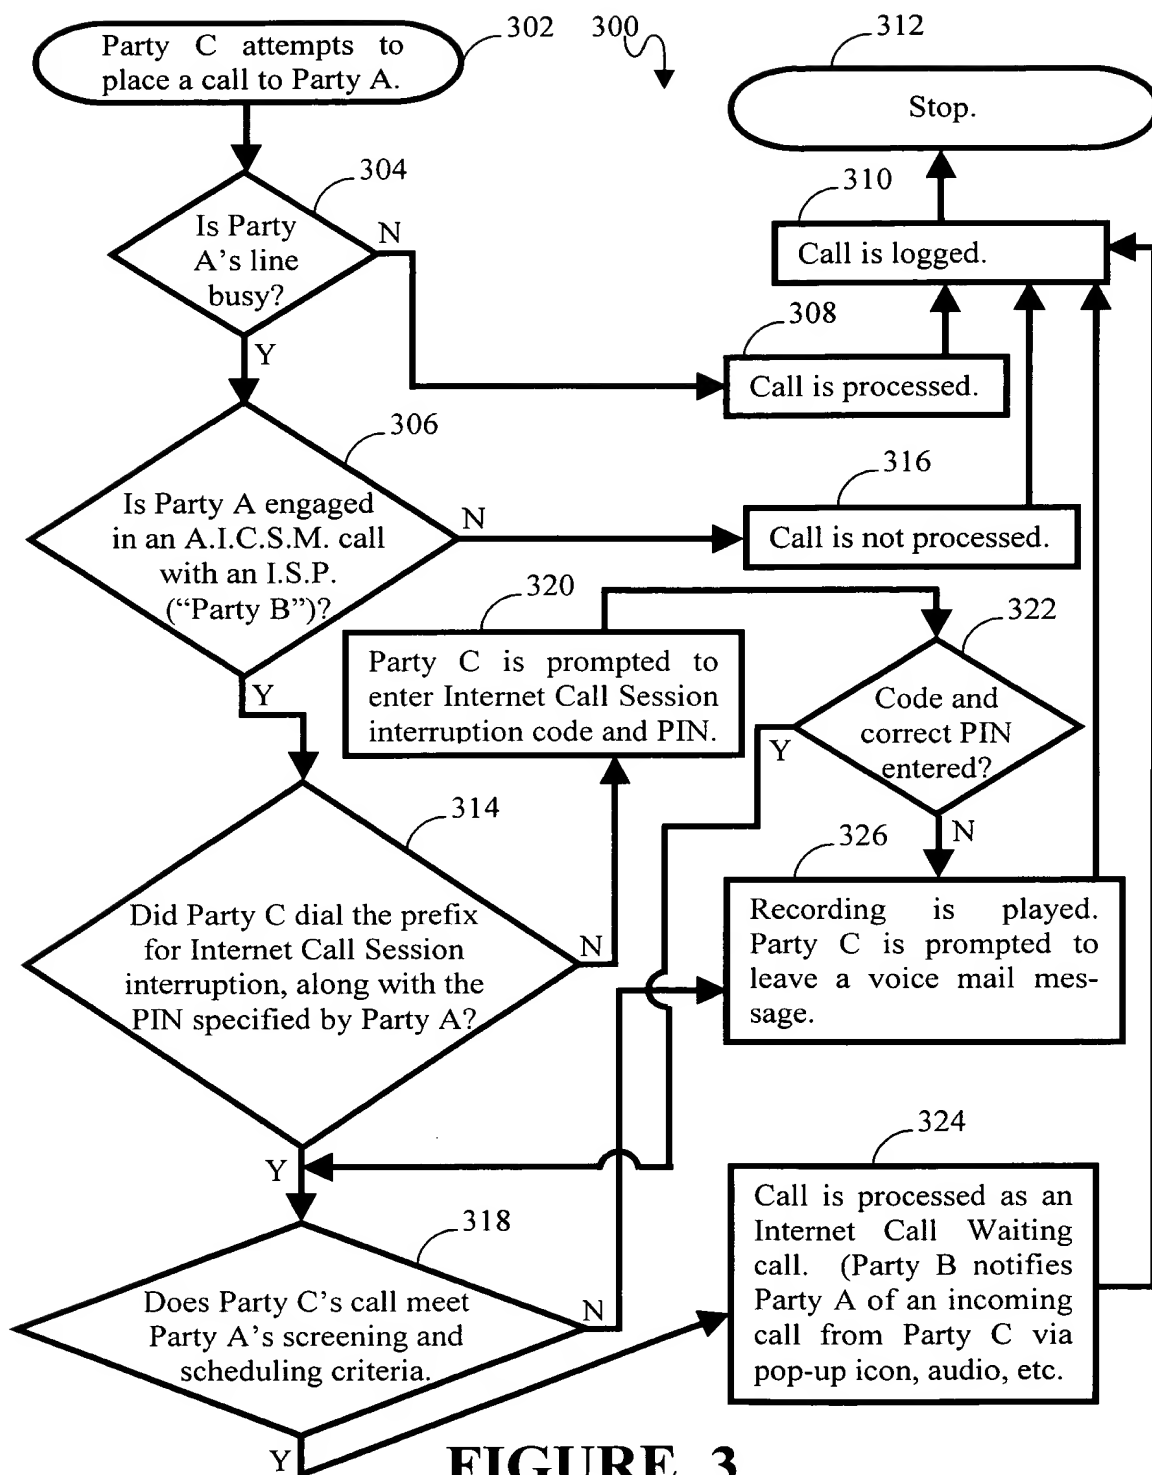 302
300
312
Party C attempts to
place a call to Party A.
Stop.
304
310
Is Party
A's line
busy?
N
Y
Call is logged.
308
Call is processed.
306
Is Party A engaged
in an A.I.C.S.M. call
with an I.S.P.
("Party B")?
N
Y
316
Call is not processed.
320
Party C is prompted to
enter Internet Call Session
interruption code and PIN.
322
Code and
correct PIN
entered?
Y
N
314
Did Party C dial the prefix
for Internet Call Session
interruption, along with the
PIN specified by Party A?
N
Y
326
Recording is played.
Party C is prompted to
leave a voice mail mes-
sage.
318
Does Party C's call meet
Party A's screening and
scheduling criteria.
N
Y
324
Call is processed as an
Internet Call Waiting
call. (Party B notifies
Party A of an incoming
call from Party C via
pop-up icon, audio, etc.
FIGURE 3